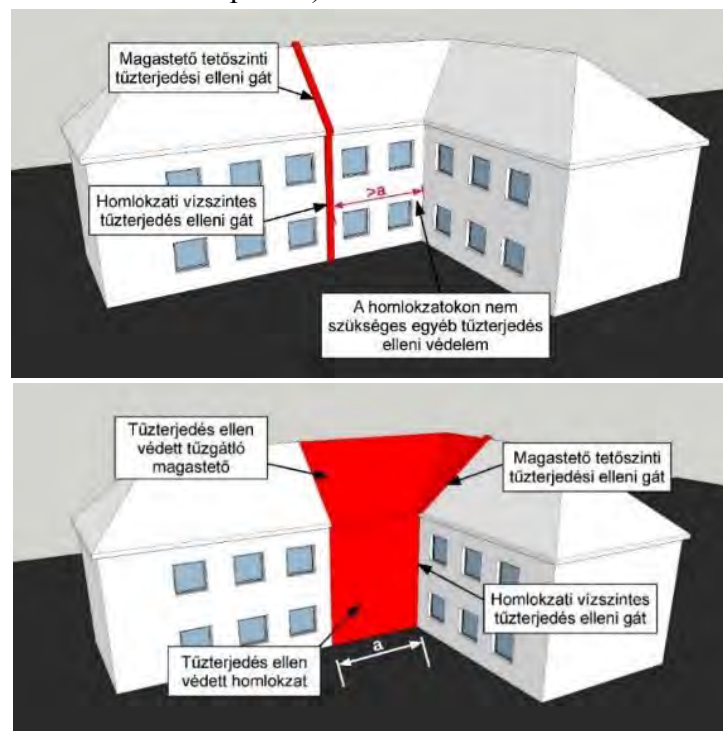 Magastető tetőszinti
tűzterjedési elleni gát
Homlokzati vízszintes
tűzterjedés elleni gát
>a
A homlokzatokon nem
szükséges egyéb tűzterjedés
elleni védelem
Tűzterjedés ellen
védett tűzgátló
magastető
Magastető tetőszinti
tűzterjedési elleni gát
Homlokzati vízszintes
tűzterjedés elleni gát
Tűzterjedés ellen
védett homlokzat
a